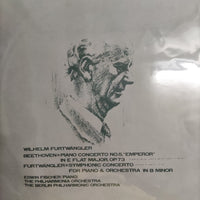 WILHELM FURTWÄNGLER
BEETHOVEN•PIANO CONCERTO NO.5, "EMPEROR"
IN E FLAT MAJOR, OP.73
FURTWÄNGLER•SYMPHONIC CONCERTO
FOR PIANO & ORCHESTRA IN B MINOR
EDWIN FISCHER PIANO
THE PHILHARMONIA ORCHESTRA
THE BERLIN PHILHARMONIC ORCHESTRA